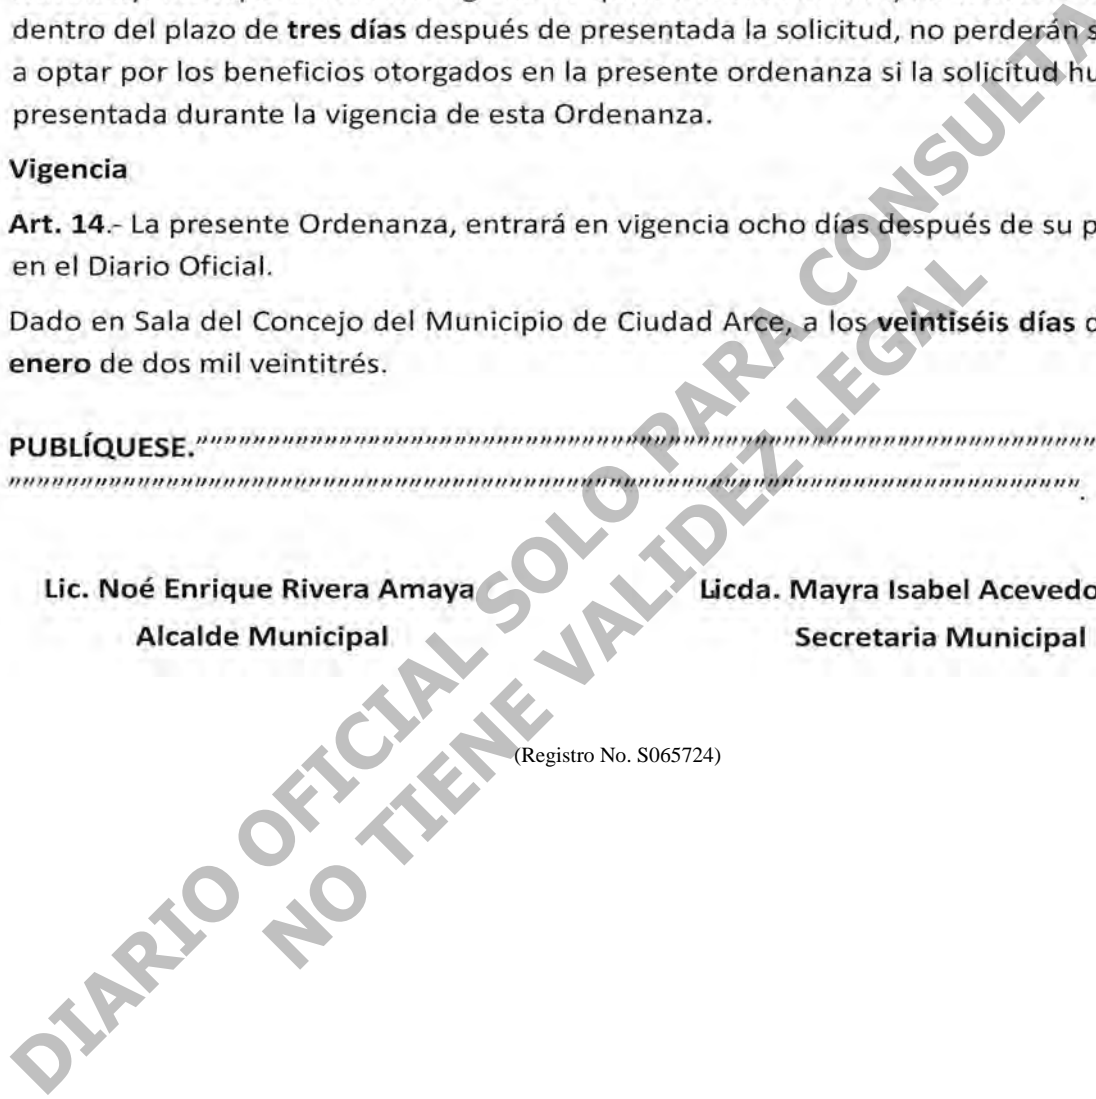 dentro del plazo de tres días después de presentada la solicitud, no perderán
a optar por los beneficios otorgados en la presente ordenanza si la solicitud
presentada durante la vigencia de esta Ordenanza.
Vigencia
Art. 14.- La presente Ordenanza, entrará en vigencia ocho días después de su
en el Diario Oficial.
Dado en Sala del Concejo del Municipio de Ciudad Arce, a los veintiséis días
enero de dos mil veintitrés.
PUBLÍQUESE.
Lic. Noé Enrique Rivera Amaya
Licda. Mayra Isabel Acevedo
Alcalde Municipal
Secretaria Municipal
(Registro No. S065724)
DIARIO OFICIAL SOLO PARA CONSULTA
NO TIENE VALIDEZ LEGAL